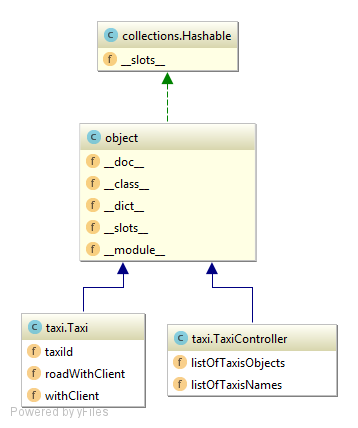 C collections.Hashable
f __slots__
C object
f __doc__
f __class__
f __dict__
f __slots__
f __module__
C taxi.Taxi
f taxiId
f roadWithClient
f withClient
C taxi.TaxiController
f listOfTaxisObjects
f listOfTaxisNames
Powered by yFiles